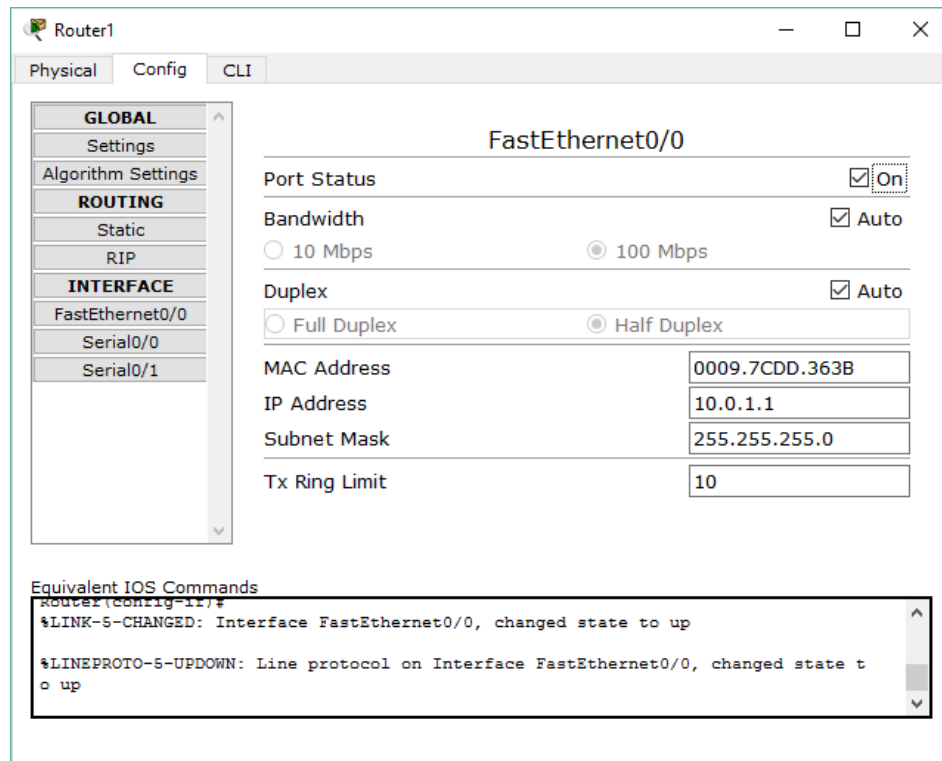 Router1
Physical Config CLI
GLOBAL
Settings
Algorithm Settings
ROUTING
Static
RIP
INTERFACE
FastEthernet0/0
Serial0/0
Serial0/1
FastEthernet0/0
Port Status On
Bandwidth Auto
10 Mbps 100 Mbps
Duplex Auto
Full Duplex Half Duplex
MAC Address 0009.7CDD.363B
IP Address 10.0.1.1
Subnet Mask 255.255.255.0
Tx Ring Limit 10
Equivalent IOS Commands
Router(config-if)#
%LINK-5-CHANGED: Interface FastEthernet0/0, changed state to up
%LINEPROTO-5-UPDOWN: Line protocol on Interface FastEthernet0/0, changed state t
o up